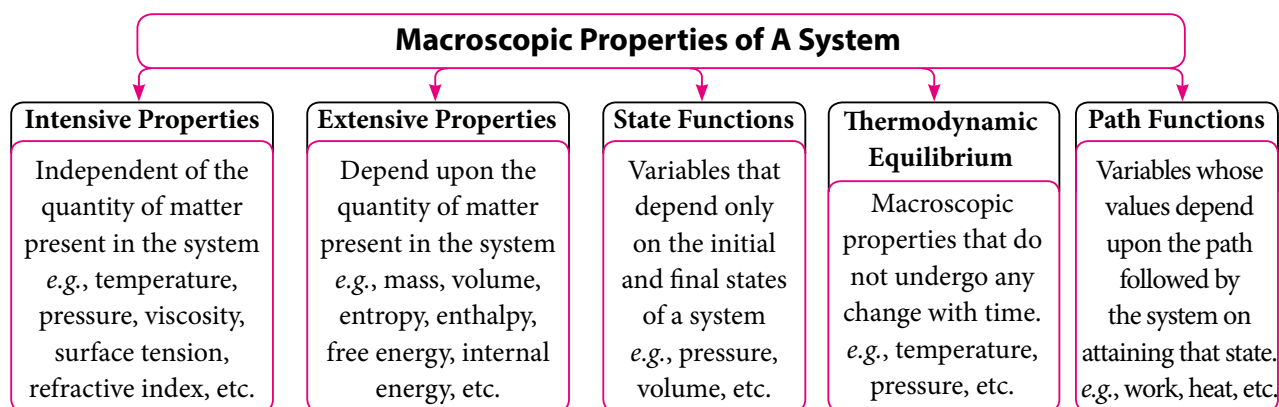 Macroscopic Properties of A System
Intensive Properties
Independent of the
quantity of matter
present in the system
e.g., temperature,
pressure, viscosity,
surface tension,
refractive index, etc.
Extensive Properties
Depend upon the
quantity of matter
present in the system
e.g., mass, volume,
entropy, enthalpy,
free energy, internal
energy, etc.
State Functions
Variables that
depend only
on the initial
and final states
of a system
e.g., pressure,
volume, etc.
Thermodynamic
Equilibrium
Macroscopic
properties that do
not undergo any
change with time.
e.g., temperature,
pressure, etc.
Path Functions
Variables whose
values depend
upon the path
followed by
the system on
attaining that state.
e.g., work, heat, etc.